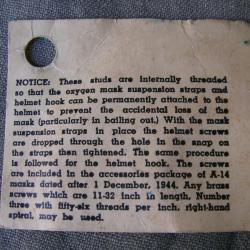 NOTICE: These studs are internally threaded
so that the oxygen mask suspension straps and
helmet hook can be permanently attached to the
helmet to prevent the accidental loss of the
mask (particularly in bailing out.) With the mask
suspension straps in place the helmet screws
are dropped through the hole in the snap on
the straps then tightened. The same procedure
is followed for the helmet hook. The screws
are included in the accessories package of A-14
masks dated after 1 December, 1944. Any brass
screws which are 11-32 inch in length, Number
three with fifty-six threads per inch, right-hand
spiral, may be used.